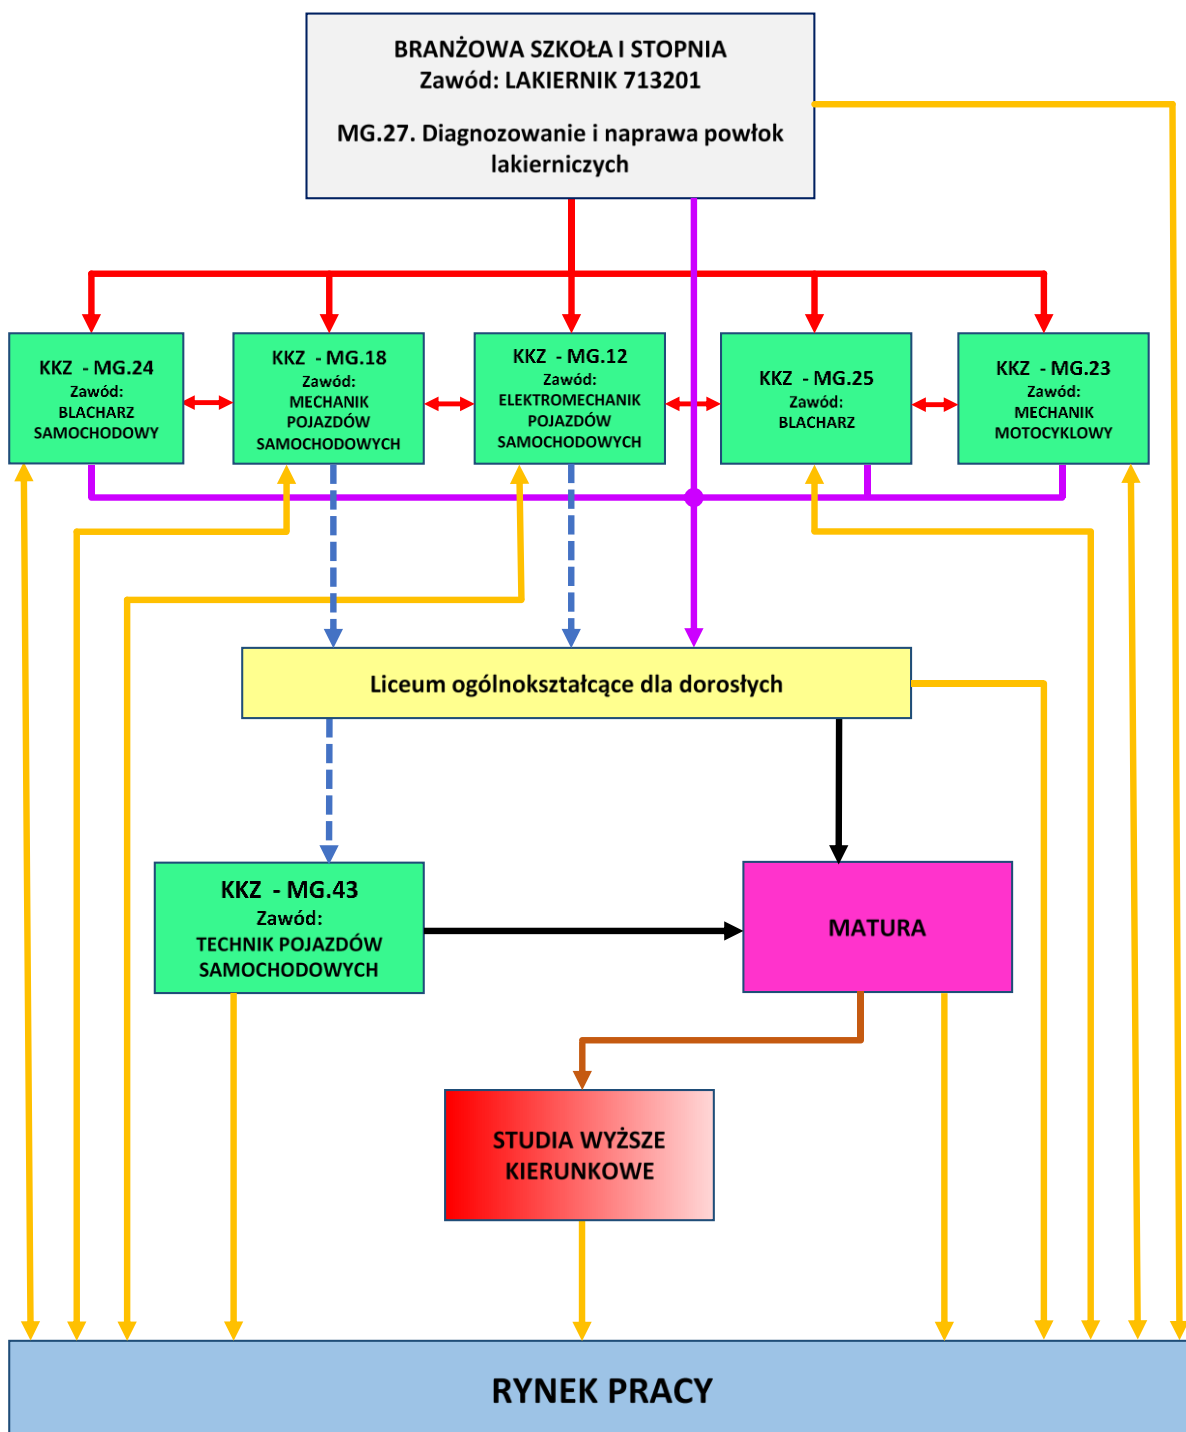 BRANŻOWA SZKOŁA I STOPNIA
Zawód: LAKIERNIK 713201
MG.27. Diagnozowanie i naprawa powłok
lakierniczych
KKZ - MG.24
Zawód:
BLACHARZ
SAMOCHODOWY
KKZ - MG.18
Zawód:
MECHANIK
POJAZDÓW
SAMOCHODOWYCH
KKZ - MG.12
Zawód:
ELEKTROMECHANIK
POJAZDÓW
SAMOCHODOWYCH
KKZ - MG.25
Zawód:
BLACHARZ
KKZ - MG.23
Zawód:
MECHANIK
MOTOCYKLOWY
Liceum ogólnokształcące dla dorosłych
KKZ - MG.43
Zawód:
TECHNIK POJAZDÓW
SAMOCHODOWYCH
MATURA
STUDIA WYŻSZE
KIERUNKOWE
RYNEK PRACY